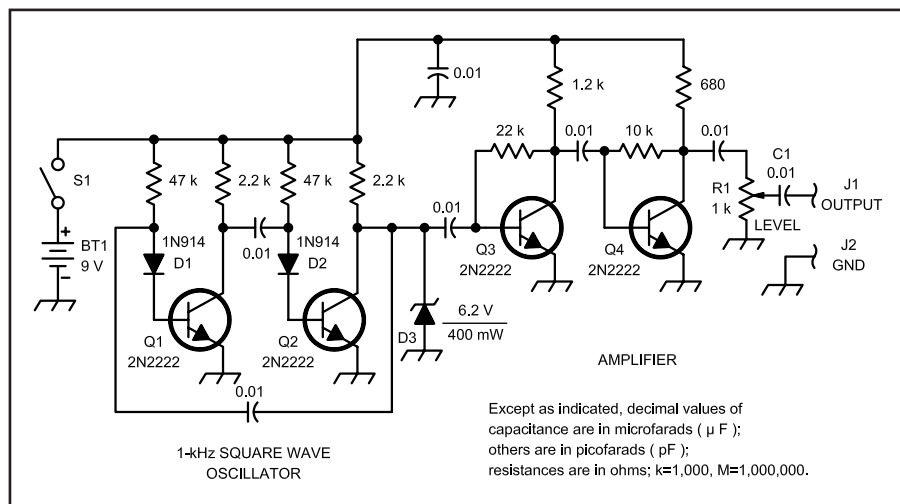 0.01
1.2 k
680
S1
47 k
2.2 k
47 k
2.2 k
22 k
0.01
10 k
0.01
C1
0.01
J1
OUTPUT
R1
1 k
LEVEL
+
BT1
9 V
−
1N914
D1
0.01
1N914
D2
0.01
Q3
2N2222
Q4
2N2222
J2
GND
Q1
2N2222
Q2
2N2222
D3
6.2 V
400 mW
AMPLIFIER
0.01
1-kHz SQUARE WAVE
OSCILLATOR
Except as indicated, decimal values of
capacitance are in microfarads ( µ F );
others are in picofarads ( pF );
resistances are in ohms; k=1,000, M=1,000,000.